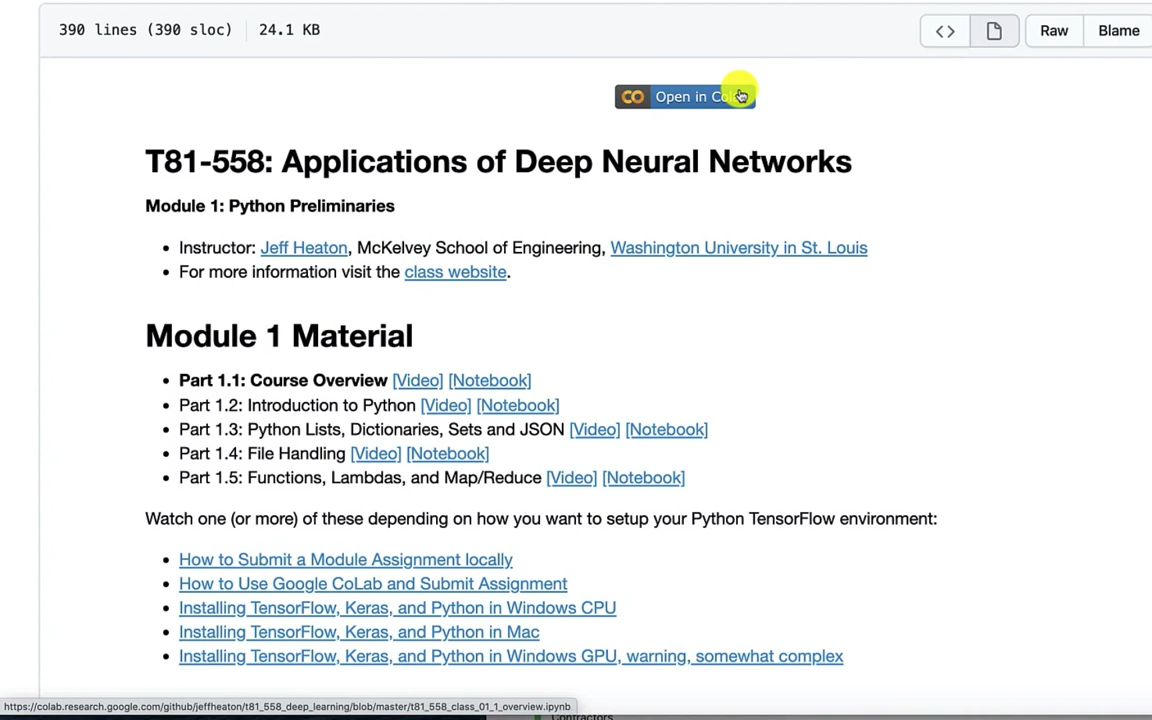 390 lines (390 sloc) 24.1 KB
<> Raw Blame
Open in Colab
T81-558: Applications of Deep Neural Networks
Module 1: Python Preliminaries
• Instructor: Jeff Heaton, McKelvey School of Engineering, Washington University in St. Louis
• For more information visit the class website.
Module 1 Material
• Part 1.1: Course Overview [Video] [Notebook]
• Part 1.2: Introduction to Python [Video] [Notebook]
• Part 1.3: Python Lists, Dictionaries, Sets and JSON [Video] [Notebook]
• Part 1.4: File Handling [Video] [Notebook]
• Part 1.5: Functions, Lambdas, and Map/Reduce [Video] [Notebook]
Watch one (or more) of these depending on how you want to setup your Python TensorFlow environment:
• How to Submit a Module Assignment locally
• How to Use Google CoLab and Submit Assignment
• Installing TensorFlow, Keras, and Python in Windows CPU
• Installing TensorFlow, Keras, and Python in Mac
• Installing TensorFlow, Keras, and Python in Windows GPU, warning, somewhat complex
https://colab.research.google.com/github/jeffheaton/t81_558_deep_learning/blob/master/t81_558_class_01_1_overview.ipynb
Contractors